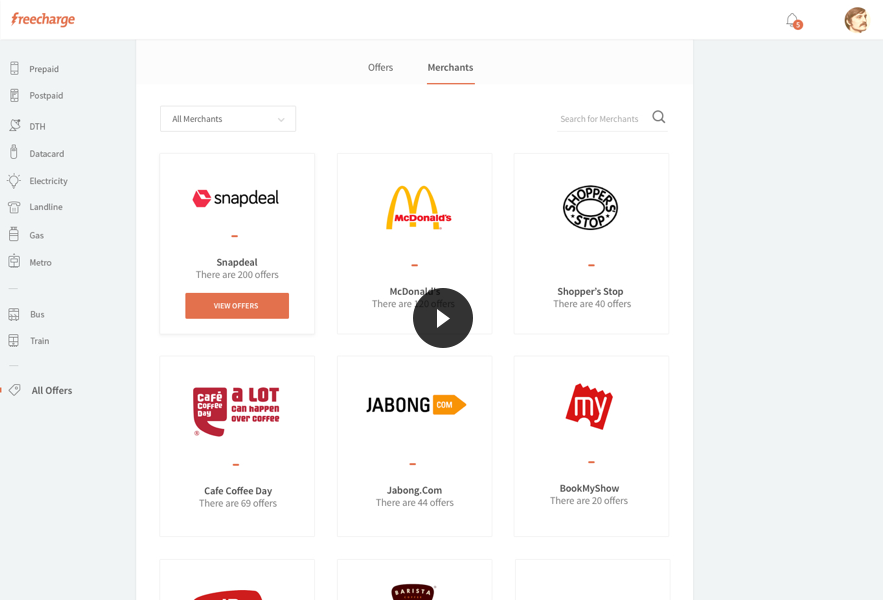 freecharge
5
Prepaid
Postpaid
DTH
Datacard
Electricity
Landline
Gas
Metro
Bus
Train
All Offers
Offers
Merchants
All Merchants
Search for Merchants
snapdeal
Snapdeal
There are 200 offers
VIEW OFFERS
McDonald's
McDonald's
There are 120 offers
SHOPPERS
STOP
Shopper's Stop
There are 40 offers
café
coffee
Day
a LOT
can happen
over coffee
®
Cafe Coffee Day
There are 69 offers
JABONG
COM
Jabong.Com
There are 44 offers
my
BookMyShow
There are 20 offers
BARISTA